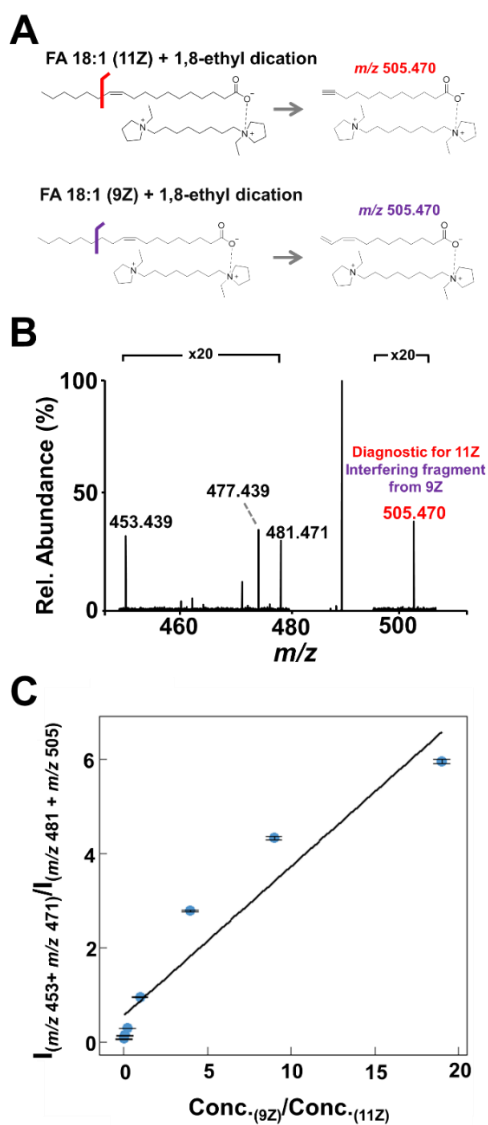 A
FA 18:1 (11Z) + 1,8-ethyl dication
m/z 505.470
O
O-
N+
N+
O
O-
N+
N+
FA 18:1 (9Z) + 1,8-ethyl dication
m/z 505.470
O
O-
N+
N+
O
O-
N+
N+
B
x20
x20
100
50
0
Rel. Abundance (%)
Diagnostic for 11Z
Interfering fragment
from 9Z
505.470
477.439
453.439
481.471
460
480
500
m/z
C
I(m/z 453+ m/z 471)/I(m/z 481 + m/z 505)
6
4
2
0
0
5
10
15
20
Conc.(9Z)/Conc.(11Z)